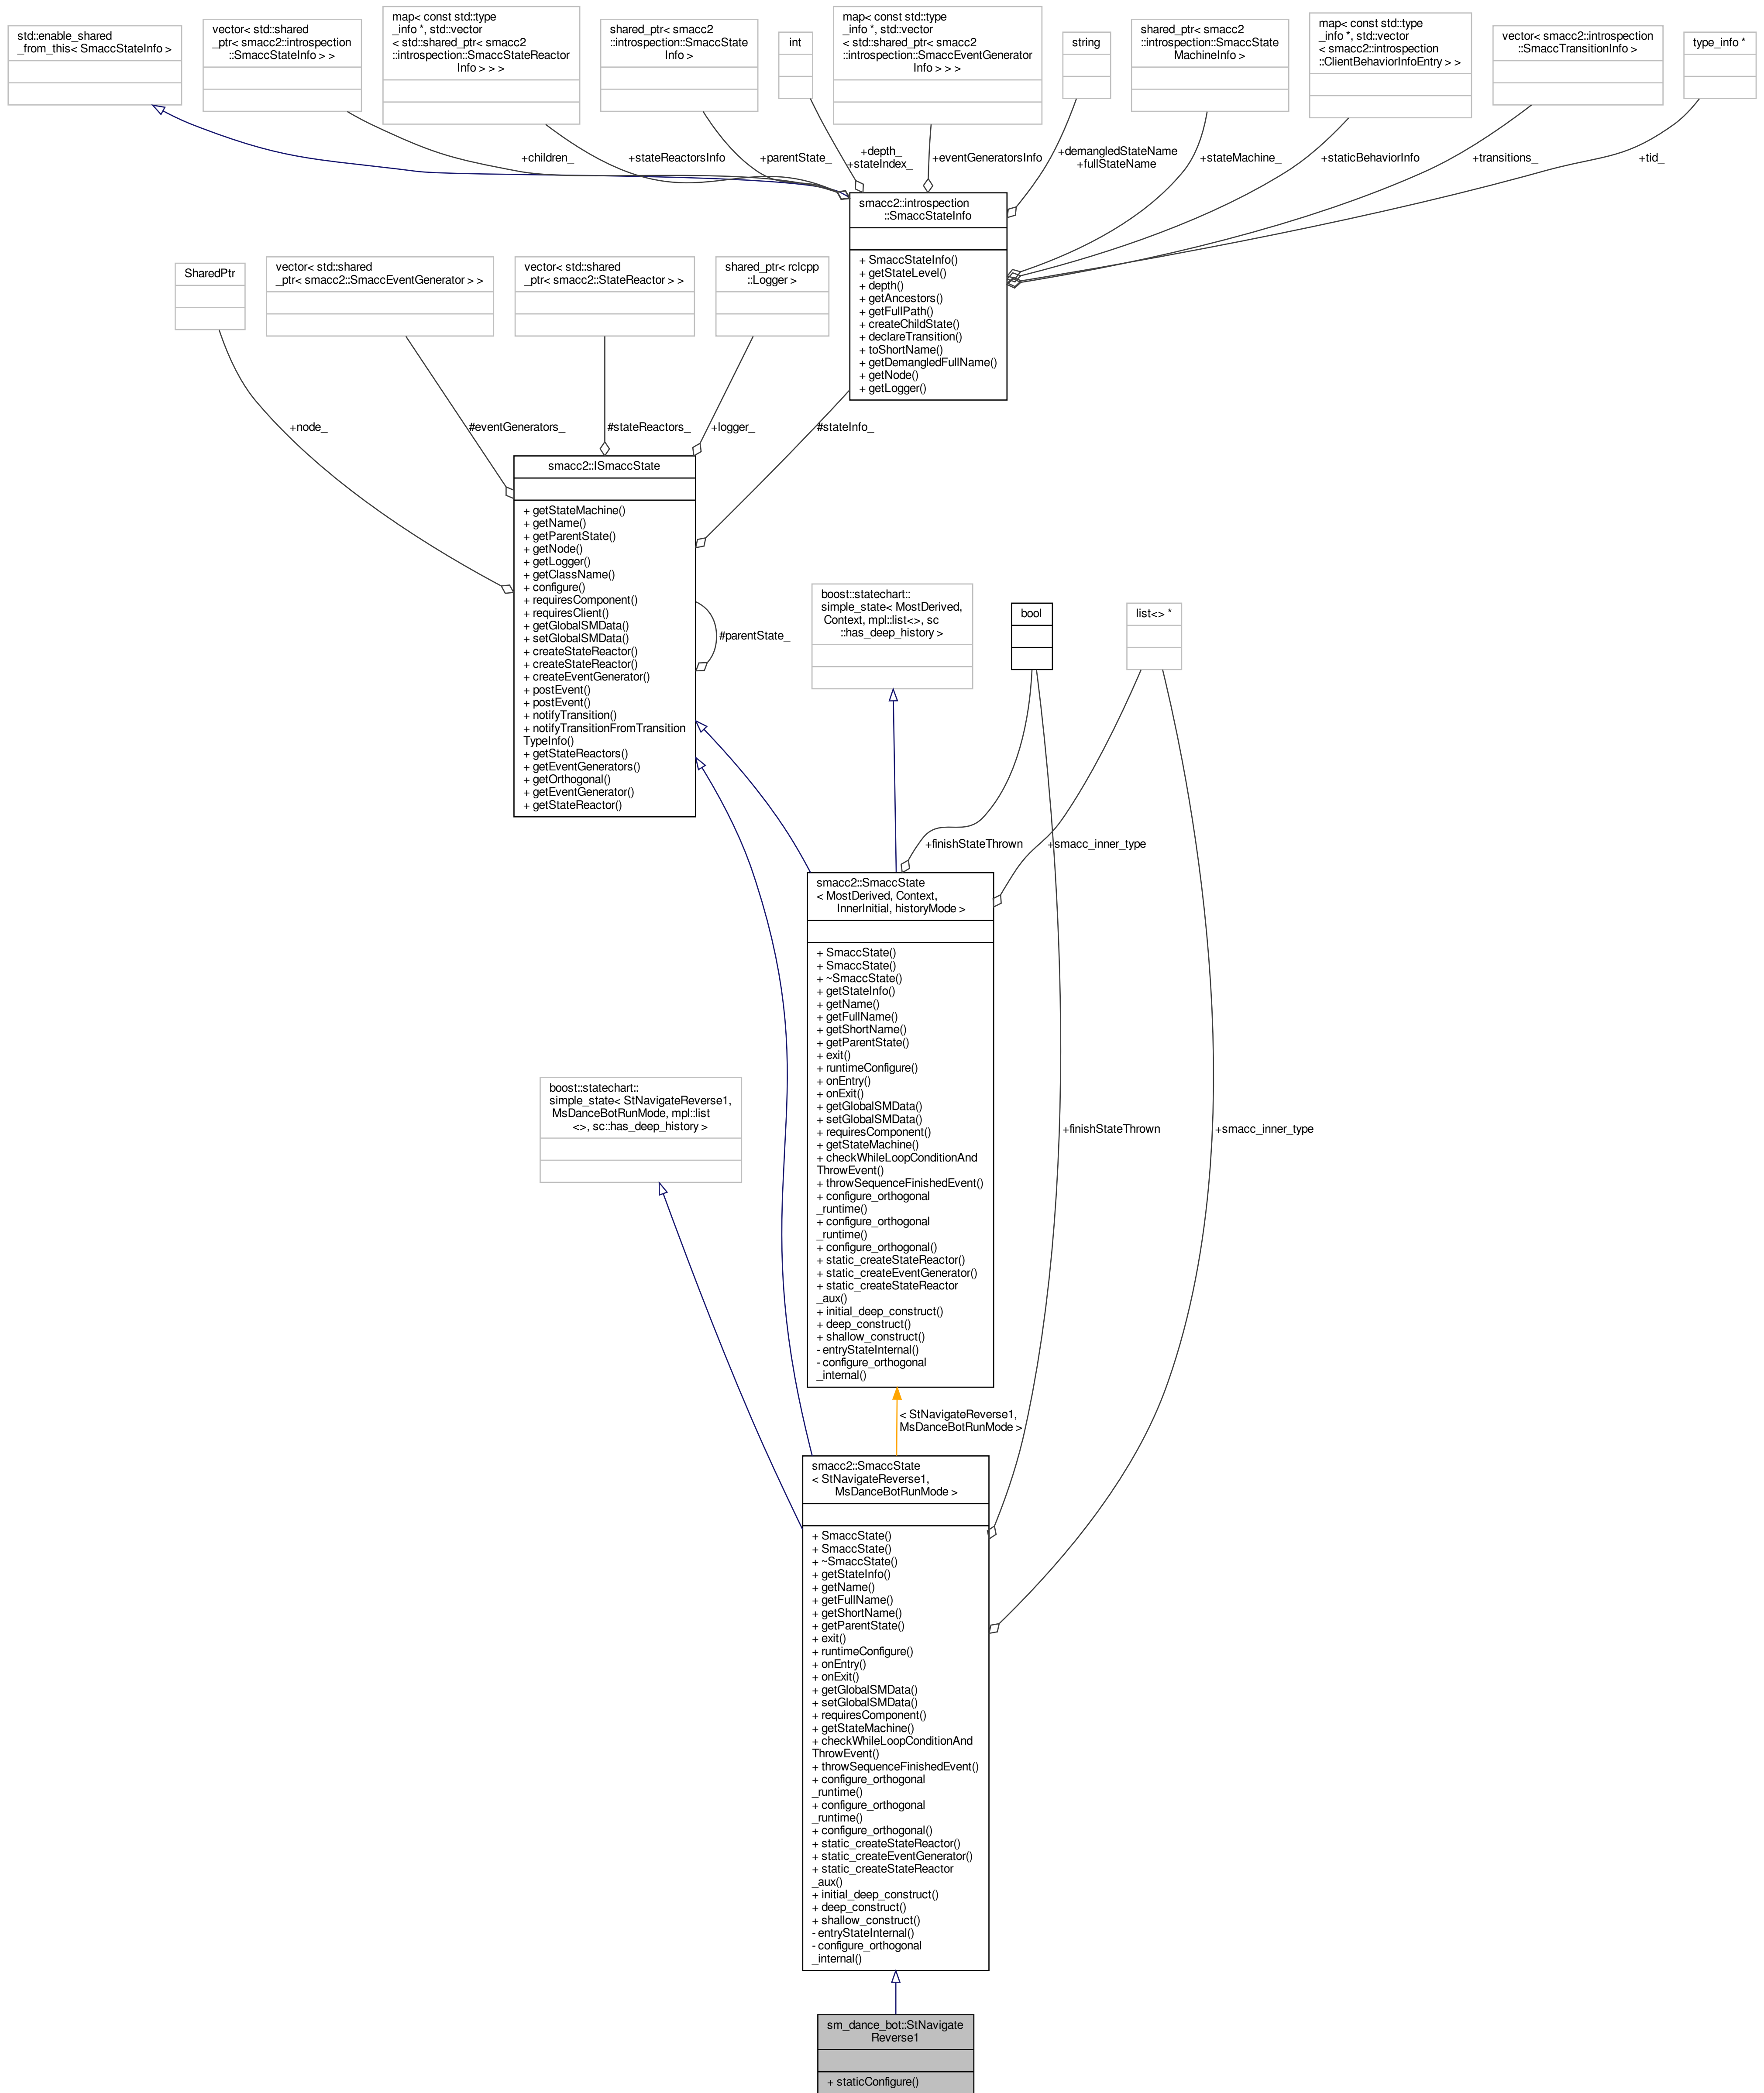 std::enable_shared
_from_this< SmaccStateInfo >
vector< std::shared
_ptr< smacc2::introspection
::SmaccStateInfo > >
map< const std::type
_info *, std::vector
< std::shared_ptr< smacc2
::introspection::SmaccStateReactor
Info > > >
shared_ptr< smacc2
::introspection::SmaccState
Info >
int
map< const std::type
_info *, std::vector
< std::shared_ptr< smacc2
::introspection::SmaccEventGenerator
Info > > >
string
shared_ptr< smacc2
::introspection::SmaccState
MachineInfo >
map< const std::type
_info *, std::vector
< smacc2::introspection
::ClientBehaviorInfoEntry > >
vector< smacc2::introspection
::SmaccTransitionInfo >
type_info *
+children_
+stateReactorsInfo
+parentState_
+depth_
+stateIndex_
+eventGeneratorsInfo
+demangledStateName
+fullStateName
+stateMachine_
+staticBehaviorInfo
+transitions_
+tid_
smacc2::introspection
::SmaccStateInfo
+ SmaccStateInfo()
+ getStateLevel()
+ depth()
+ getAncestors()
+ getFullPath()
+ createChildState()
+ declareTransition()
+ toShortName()
+ getDemangledFullName()
+ getNode()
+ getLogger()
SharedPtr
vector< std::shared
_ptr< smacc2::SmaccEventGenerator > >
vector< std::shared
_ptr< smacc2::StateReactor > >
shared_ptr< rclcpp
::Logger >
+node_
#eventGenerators_
#stateReactors_
+logger_
#stateInfo_
smacc2::ISmaccState
+ getStateMachine()
+ getName()
+ getParentState()
+ getNode()
+ getLogger()
+ getClassName()
+ configure()
+ requiresComponent()
+ requiresClient()
+ getGlobalSMData()
+ setGlobalSMData()
+ createStateReactor()
+ createStateReactor()
+ createEventGenerator()
+ postEvent()
+ postEvent()
+ notifyTransition()
+ notifyTransitionFromTransition
TypeInfo()
+ getStateReactors()
+ getEventGenerators()
+ getOrthogonal()
+ getEventGenerator()
+ getStateReactor()
#parentState_
boost::statechart::
simple_state< MostDerived,
Context, mpl::list<>, sc
::has_deep_history >
bool
list<> *
+finishStateThrown
+smacc_inner_type
smacc2::SmaccState
< MostDerived, Context,
InnerInitial, historyMode >
+ SmaccState()
+ SmaccState()
+ ~SmaccState()
+ getStateInfo()
+ getName()
+ getFullName()
+ getShortName()
+ getParentState()
+ exit()
+ runtimeConfigure()
+ onEntry()
+ onExit()
+ getGlobalSMData()
+ setGlobalSMData()
+ requiresComponent()
+ getStateMachine()
+ checkWhileLoopConditionAnd
ThrowEvent()
+ throwSequenceFinishedEvent()
+ configure_orthogonal
_runtime()
+ configure_orthogonal
_runtime()
+ configure_orthogonal()
+ static_createStateReactor()
+ static_createEventGenerator()
+ static_createStateReactor
_aux()
+ initial_deep_construct()
+ deep_construct()
+ shallow_construct()
- entryStateInternal()
- configure_orthogonal
_internal()
boost::statechart::
simple_state< StNavigateReverse1,
MsDanceBotRunMode, mpl::list
<>, sc::has_deep_history >
+finishStateThrown
+smacc_inner_type
< StNavigateReverse1,
MsDanceBotRunMode >
smacc2::SmaccState
< StNavigateReverse1,
MsDanceBotRunMode >
+ SmaccState()
+ SmaccState()
+ ~SmaccState()
+ getStateInfo()
+ getName()
+ getFullName()
+ getShortName()
+ getParentState()
+ exit()
+ runtimeConfigure()
+ onEntry()
+ onExit()
+ getGlobalSMData()
+ setGlobalSMData()
+ requiresComponent()
+ getStateMachine()
+ checkWhileLoopConditionAnd
ThrowEvent()
+ throwSequenceFinishedEvent()
+ configure_orthogonal
_runtime()
+ configure_orthogonal
_runtime()
+ configure_orthogonal()
+ static_createStateReactor()
+ static_createEventGenerator()
+ static_createStateReactor
_aux()
+ initial_deep_construct()
+ deep_construct()
+ shallow_construct()
- entryStateInternal()
- configure_orthogonal
_internal()
sm_dance_bot::StNavigate
Reverse1
+ staticConfigure()